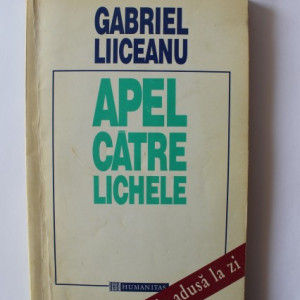 GABRIEL
LIICEANU
APEL
CĂTRE
LICHELE
HUMANITAS
adusă la zi